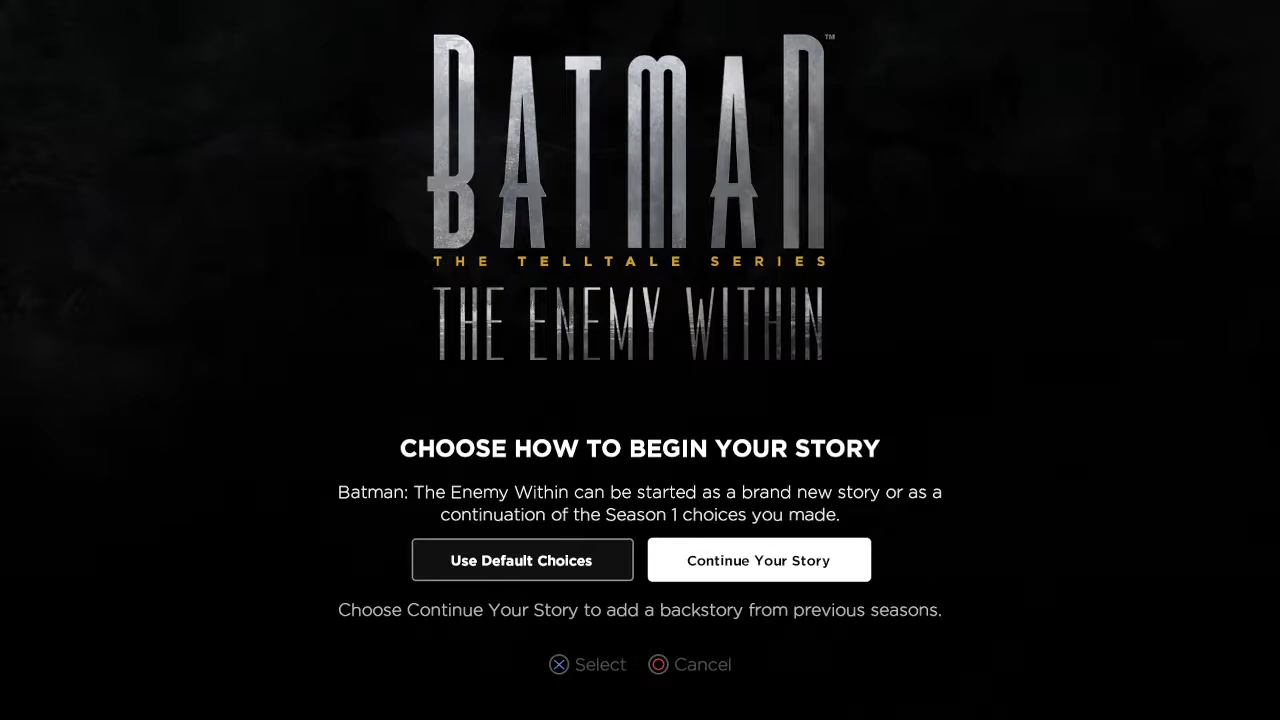 BATMAN™
THE TELLTALE SERIES
THE ENEMY WITHIN
CHOOSE HOW TO BEGIN YOUR STORY
Batman: The Enemy Within can be started as a brand new story or as a
continuation of the Season 1 choices you made.
Use Default Choices Continue Your Story
Choose Continue Your Story to add a backstory from previous seasons.
Select Cancel